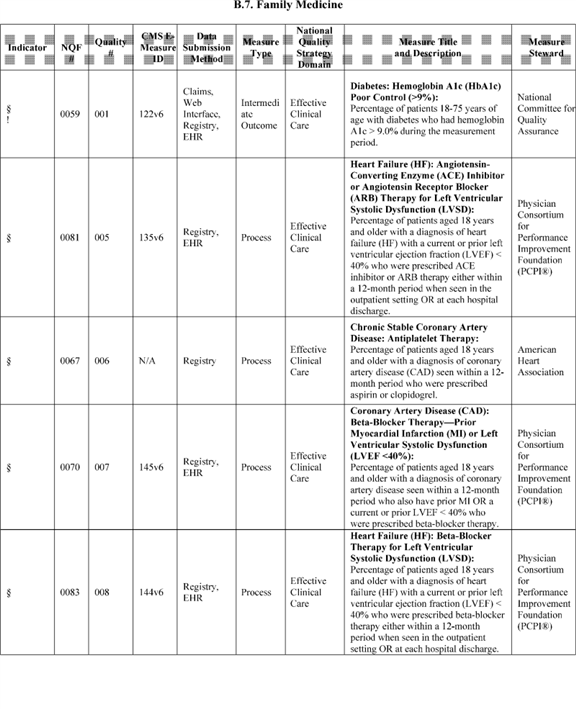 B.7. Family Medicine
Indicator
NQF
#
Quality
#
CMS E-
Measure
ID
Data
Submission
Method
Measure
Type
National
Quality
Strategy
Domain
Measure Title
and Description
Measure
Steward
§
!
0059
001
122v6
Claims,
Web
Interface,
Registry,
EHR
Intermedi
ate
Outcome
Effective
Clinical
Care
Diabetes: Hemoglobin A1c (HbA1c)
Poor Control (>9%):
Percentage of patients 18-75 years of
age with diabetes who had hemoglobin
A1c > 9.0% during the measurement
period.
National
Committee for
Quality
Assurance
§
0081
005
135v6
Registry,
EHR
Process
Effective
Clinical
Care
Heart Failure (HF): Angiotensin-
Converting Enzyme (ACE) Inhibitor
or Angiotensin Receptor Blocker
(ARB) Therapy for Left Ventricular
Systolic Dysfunction (LVSD):
Percentage of patients aged 18 years
and older with a diagnosis of heart
failure (HF) with a current or prior left
ventricular ejection fraction (LVEF) <
40% who were prescribed ACE
inhibitor or ARB therapy either within
a 12-month period when seen in the
outpatient setting OR at each hospital
discharge.
Physician
Consortium
for
Performance
Improvement
Foundation
(PCPI®)
§
0067
006
N/A
Registry
Process
Effective
Clinical
Care
Chronic Stable Coronary Artery
Disease: Antiplatelet Therapy:
Percentage of patients aged 18 years
and older with a diagnosis of coronary
artery disease (CAD) seen within a 12-
month period who were prescribed
aspirin or clopidogrel.
American
Heart
Association
§
0070
007
145v6
Registry,
EHR
Process
Effective
Clinical
Care
Coronary Artery Disease (CAD):
Beta-Blocker Therapy—Prior
Myocardial Infarction (MI) or Left
Ventricular Systolic Dysfunction
(LVEF <40%):
Percentage of patients aged 18 years
and older with a diagnosis of coronary
artery disease seen within a 12-month
period who also have prior MI OR a
current or prior LVEF < 40% who
were prescribed beta-blocker therapy.
Physician
Consortium
for
Performance
Improvement
Foundation
(PCPI®)
§
0083
008
144v6
Registry,
EHR
Process
Effective
Clinical
Care
Heart Failure (HF): Beta-Blocker
Therapy for Left Ventricular
Systolic Dysfunction (LVSD):
Percentage of patients aged 18 years
and older with a diagnosis of heart
failure (HF) with a current or prior left
ventricular ejection fraction (LVEF) <
40% who were prescribed beta-blocker
therapy either within a 12-month
period when seen in the outpatient
setting OR at each hospital discharge.
Physician
Consortium
for
Performance
Improvement
Foundation
(PCPI®)